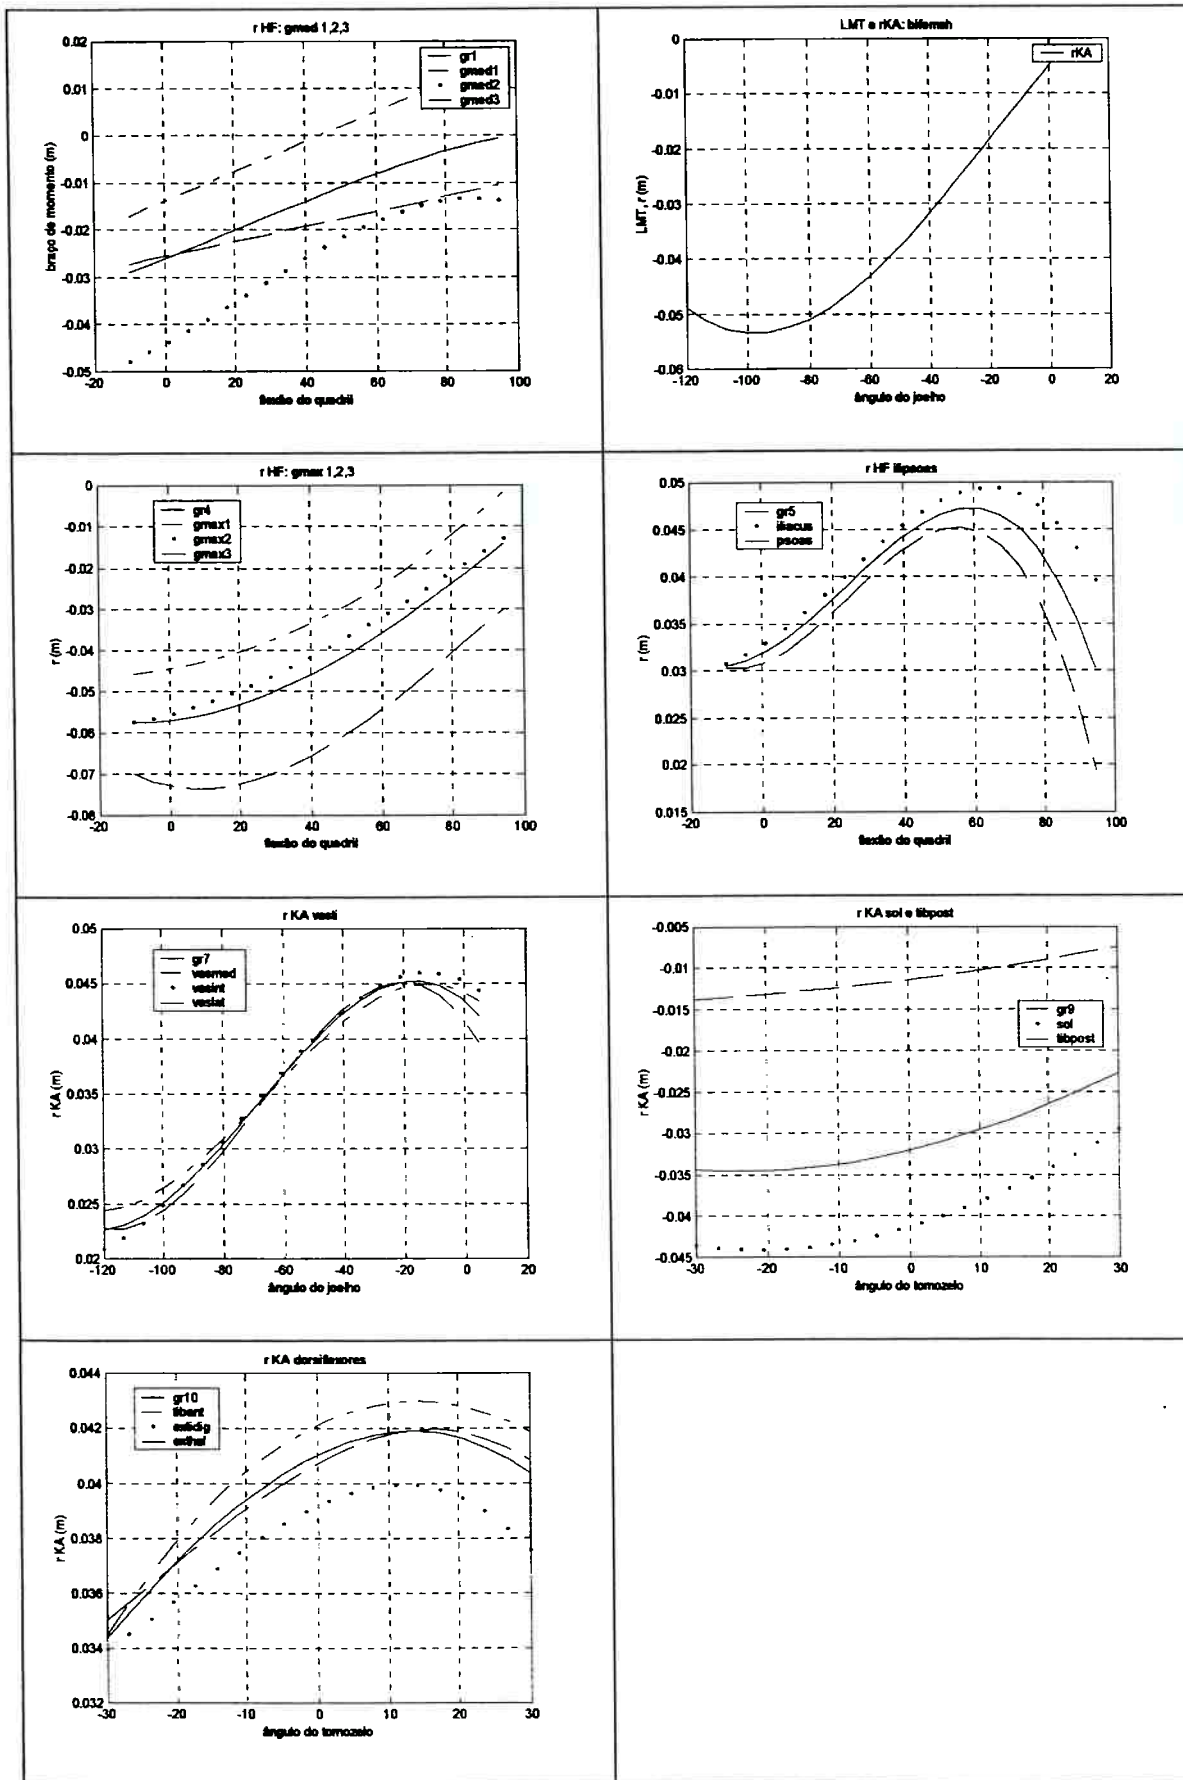 r HF: gmed 1,2,3
gr1
gmed1
gmed2
gmed3
0.02
0.01
0
-0.01
-0.02
-0.03
-0.04
-0.05
-20
0
20
40
60
80
100
braço de momento (m)
flexão do quadril
LMT e rKA: bifemsh
rKA
0
-0.01
-0.02
-0.03
-0.04
-0.05
-0.06
-120
-100
-80
-60
-40
-20
0
20
LMT, r (m)
ângulo do joelho
r HF: gmax 1,2,3
gr4
gmax1
gmax2
gmax3
0
-0.01
-0.02
-0.03
-0.04
-0.05
-0.06
-0.07
-0.08
-20
0
20
40
60
80
100
r (m)
flexão do quadril
r HF ilipsoas
gr5
iliacus
psoas
0.05
0.045
0.04
0.035
0.03
0.025
0.02
0.015
-20
0
20
40
60
80
100
r (m)
flexão do quadril
r KA vasti
gr7
vasmed
vasint
vaslat
0.05
0.045
0.04
0.035
0.03
0.025
0.02
-120
-100
-80
-60
-40
-20
0
20
r KA (m)
ângulo do joelho
r KA sol e tibpost
gr9
sol
tibpost
-0.005
-0.01
-0.015
-0.02
-0.025
-0.03
-0.035
-0.04
-0.045
-30
-20
-10
0
10
20
30
r KA (m)
ângulo do tornozelo
r KA dorsiflexores
gr10
tibant
extdig
exthal
0.044
0.042
0.04
0.038
0.036
0.034
0.032
-30
-20
-10
0
10
20
30
r KA (m)
ângulo do tornozelo